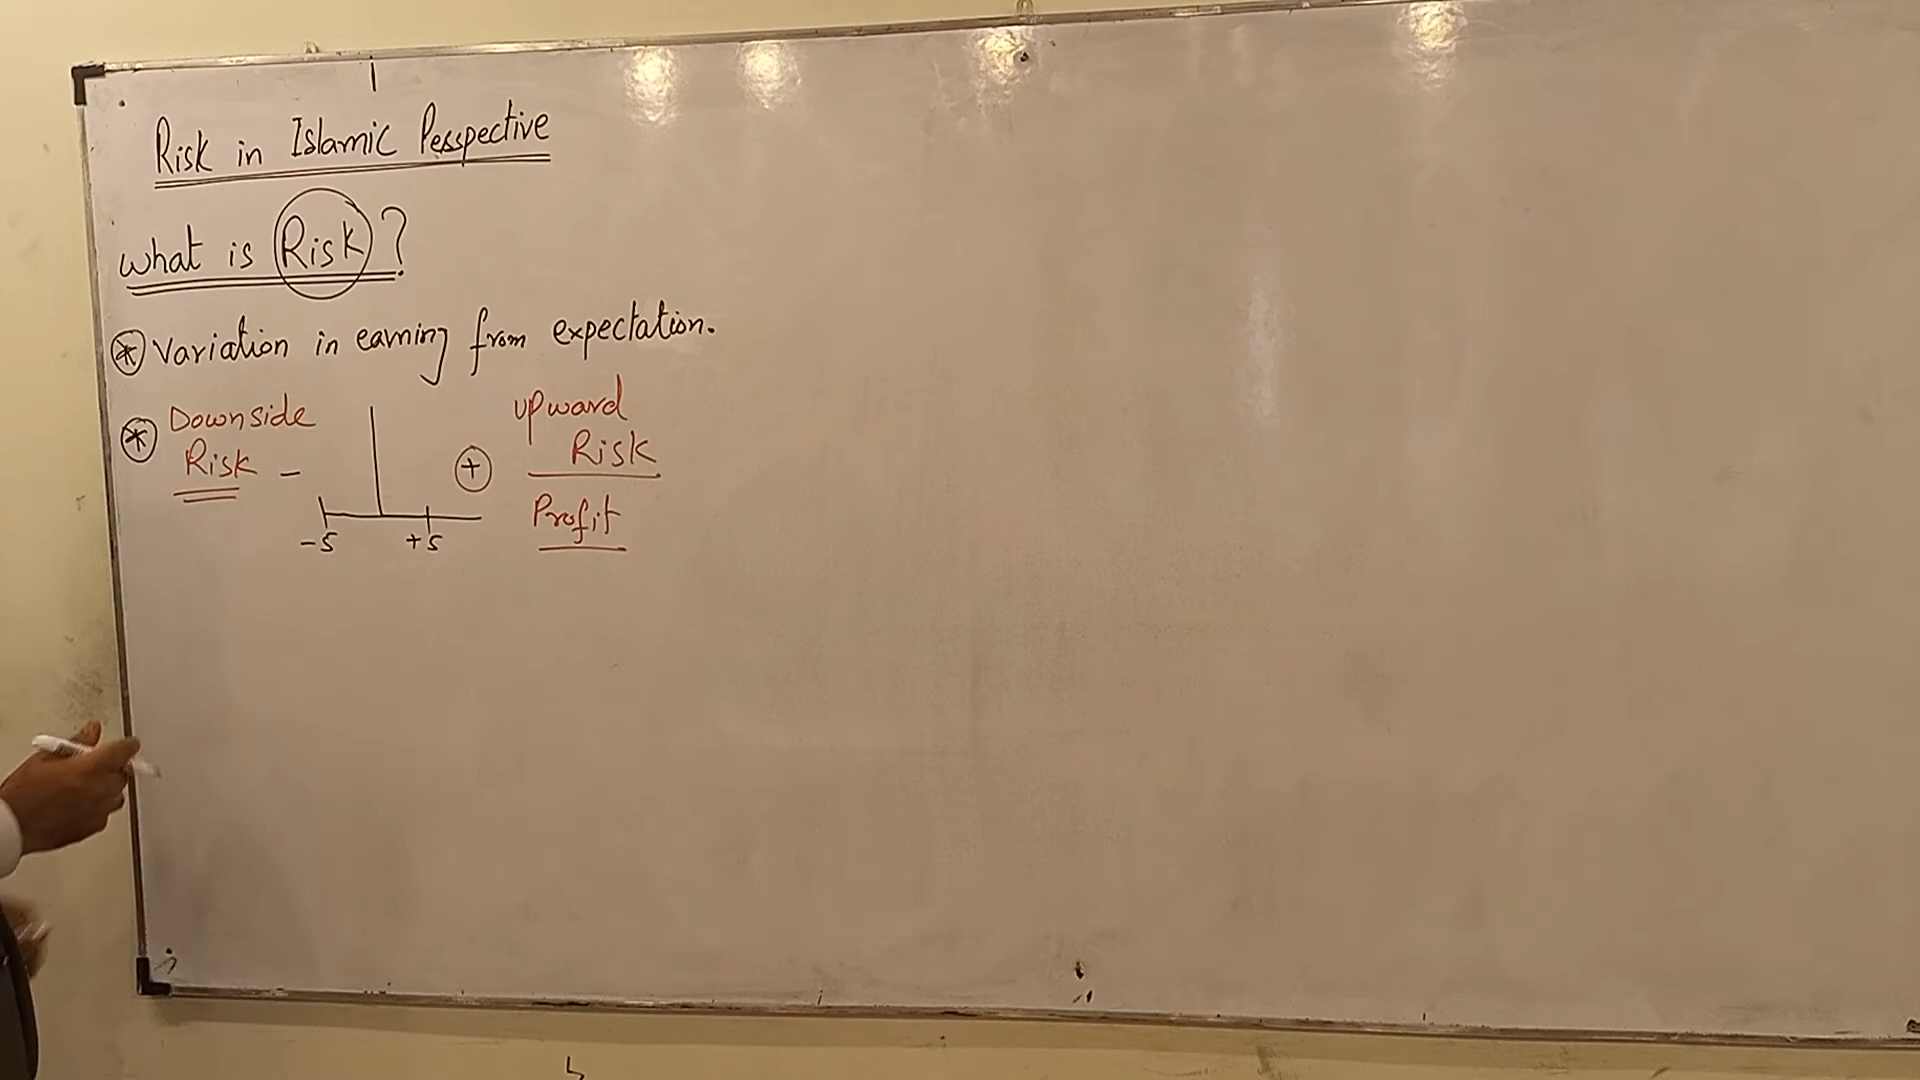 Risk in Islamic Perspective
What is Risk ?
* Variation in earning from expectation.
* Downside
Risk -
-5 +5
+
upward
Risk
Profit